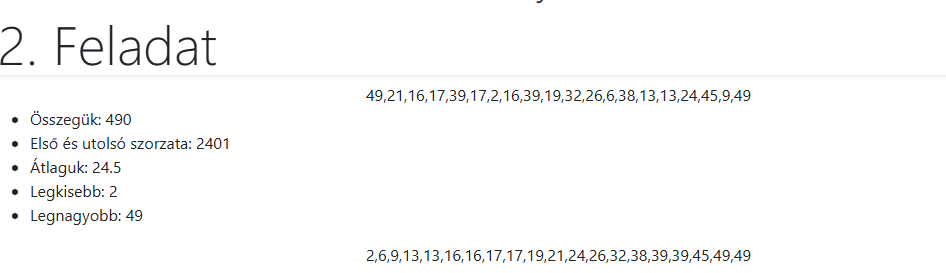 2. Feladat
49,21,16,17,39,17,2,16,39,19,32,26,6,38,13,13,24,45,9,49
• Összegük: 490
• Első és utolsó szorzata: 2401
• Átlaguk: 24.5
• Legkisebb: 2
• Legnagyobb: 49
2,6,9,13,13,16,16,17,17,19,21,24,26,32,38,39,39,45,49,49